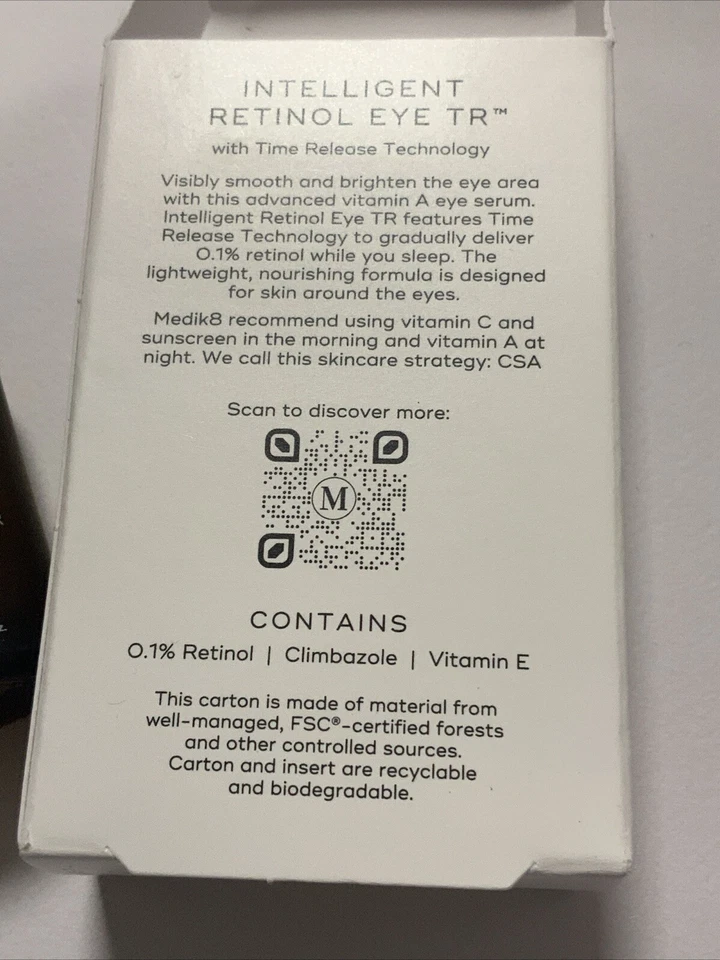 INTELLIGENT
RETINOL EYE TR™
with Time Release Technology
Visibly smooth and brighten the eye area
with this advanced vitamin A eye serum.
Intelligent Retinol Eye TR features Time
Release Technology to gradually deliver
0.1% retinol while you sleep. The
lightweight, nourishing formula is designed
for skin around the eyes.
Medik8 recommend using vitamin C and
sunscreen in the morning and vitamin A at
night. We call this skincare strategy: CSA
Scan to discover more:
M
CONTAINS
0.1% Retinol | Climbazole | Vitamin E
This carton is made of material from
well-managed, FSC®-certified forests
and other controlled sources.
Carton and insert are recyclable
and biodegradable.